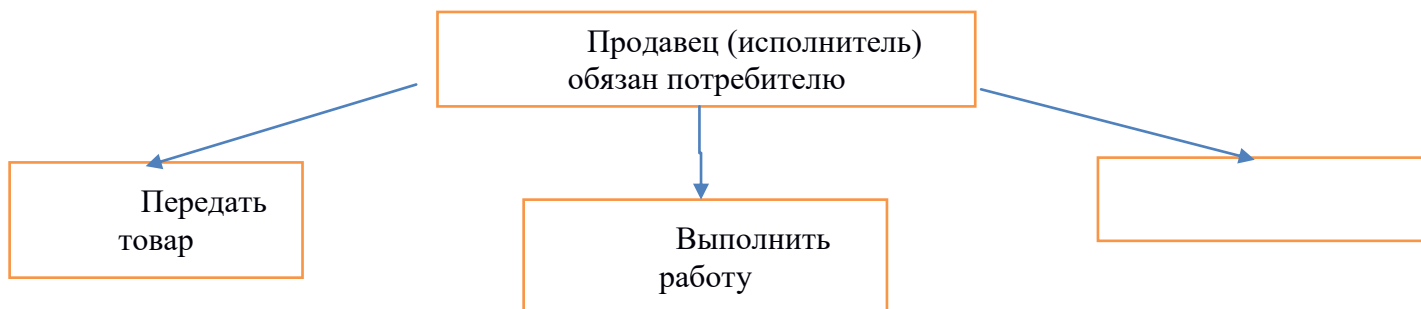 Продавец (исполнитель)
обязан потребителю
Передать
товар
Выполнить
работу